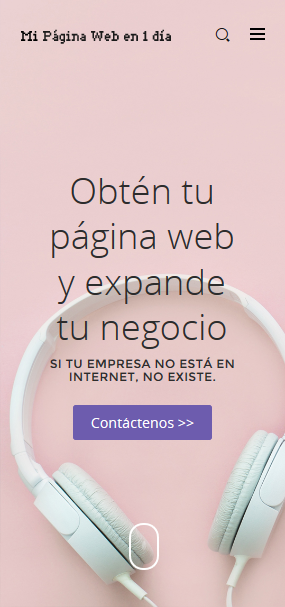 Mi Página Web en 1 día
Obtén tu
página web
y expande
tu negocio
SI TU EMPRESA NO ESTÁ EN
INTERNET, NO EXISTE.
Contáctenos >>